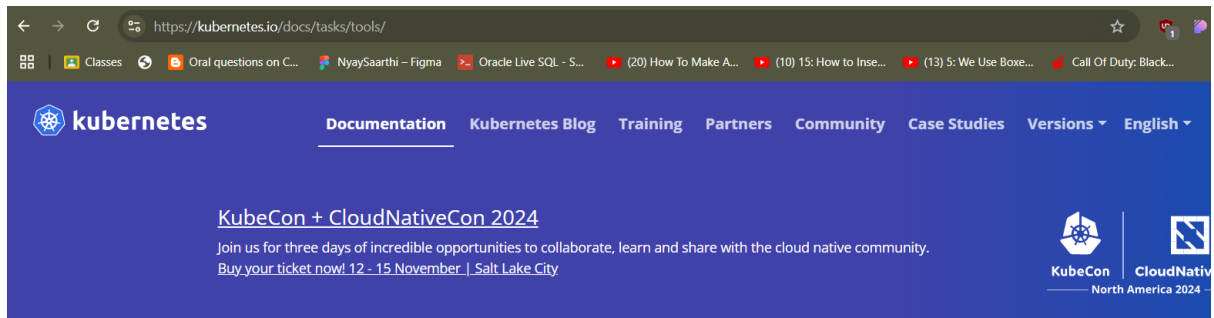 https://kubernetes.io/docs/tasks/tools/
1
Classes Oral questions on C... NyaySaarthi – Figma Oracle Live SQL - S... (20) How To Make A... (10) 15: How to Inse... (13) 5: We Use Boxe... Call Of Duty: Black...
kubernetes Documentation Kubernetes Blog Training Partners Community Case Studies Versions English
KubeCon + CloudNativeCon 2024
Join us for three days of incredible opportunities to collaborate, learn and share with the cloud native community.
Buy your ticket now! 12 - 15 November | Salt Lake City
KubeCon CloudNativ
North America 2024